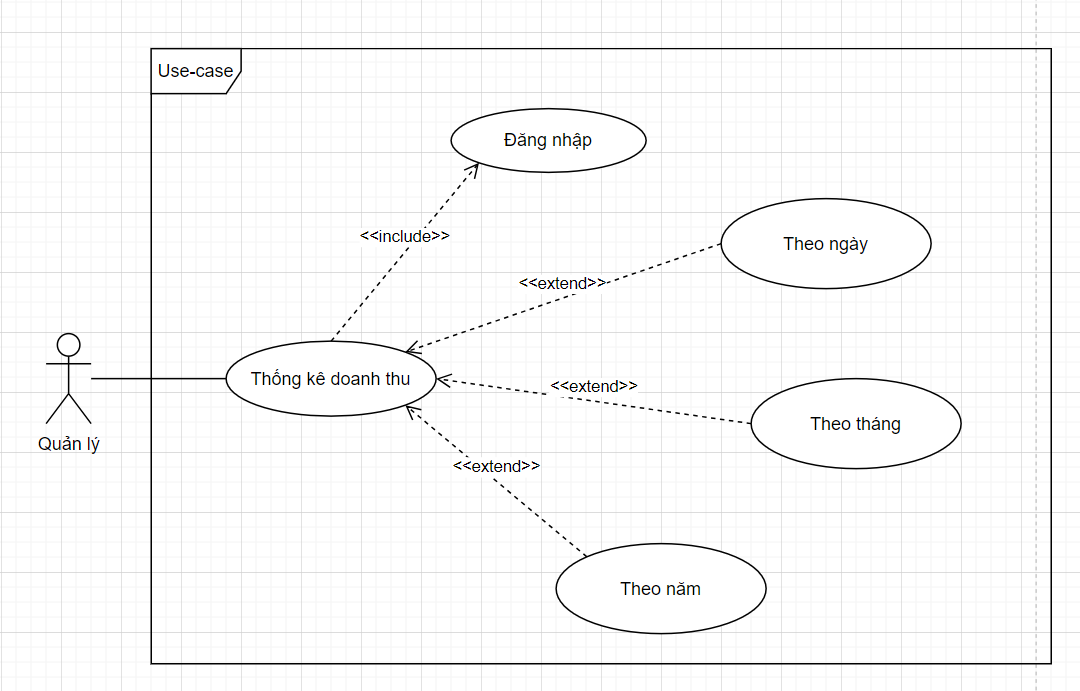 Use-case
Đăng nhập
<<include>>
Theo ngày
<<extend>>
Thống kê doanh thu
<<extend>>
Theo tháng
Quản lý
<<extend>>
Theo năm